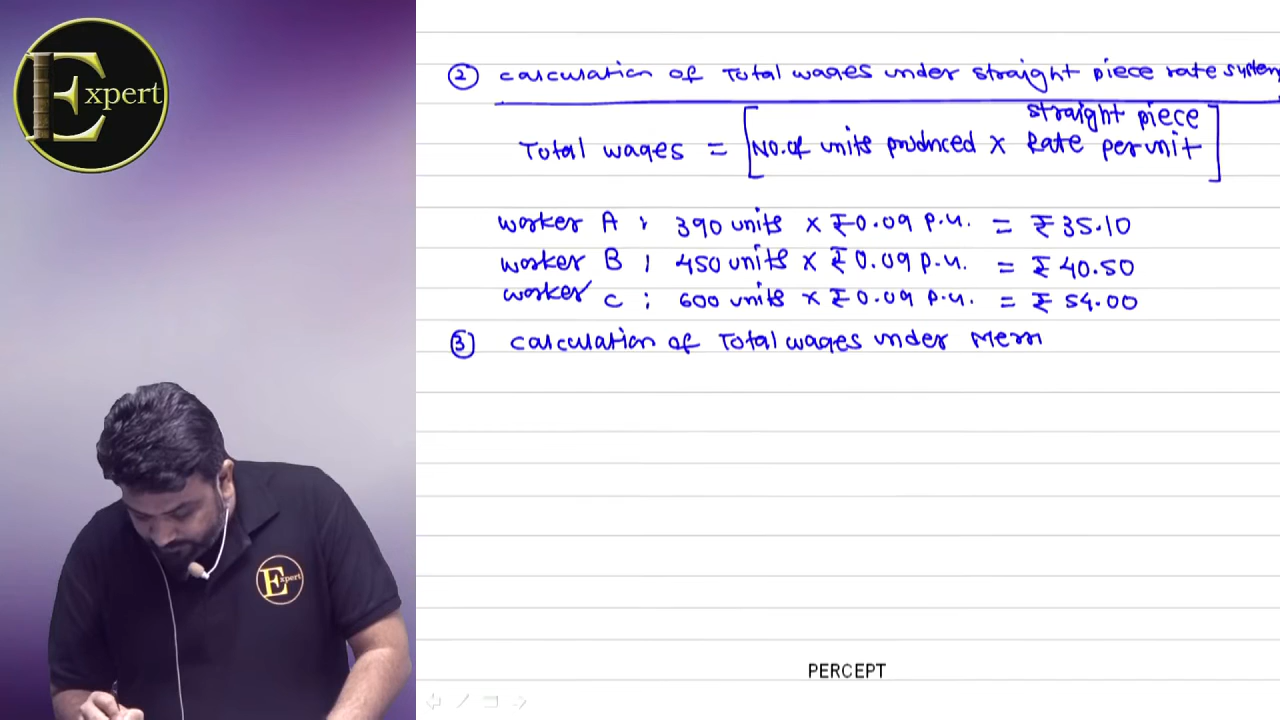 Expert
② Calculation of Total wages under straight piece rate system
straight piece
Total wages = [No. of units produced × Rate per unit]
worker A : 390 units × ₹0.09 p.u. = ₹35.10
worker B : 450 units × ₹0.09 p.u. = ₹40.50
worker C : 600 units × ₹0.09 p.u. = ₹54.00
③ Calculation of Total wages under Merr
Expert
PERCEPT